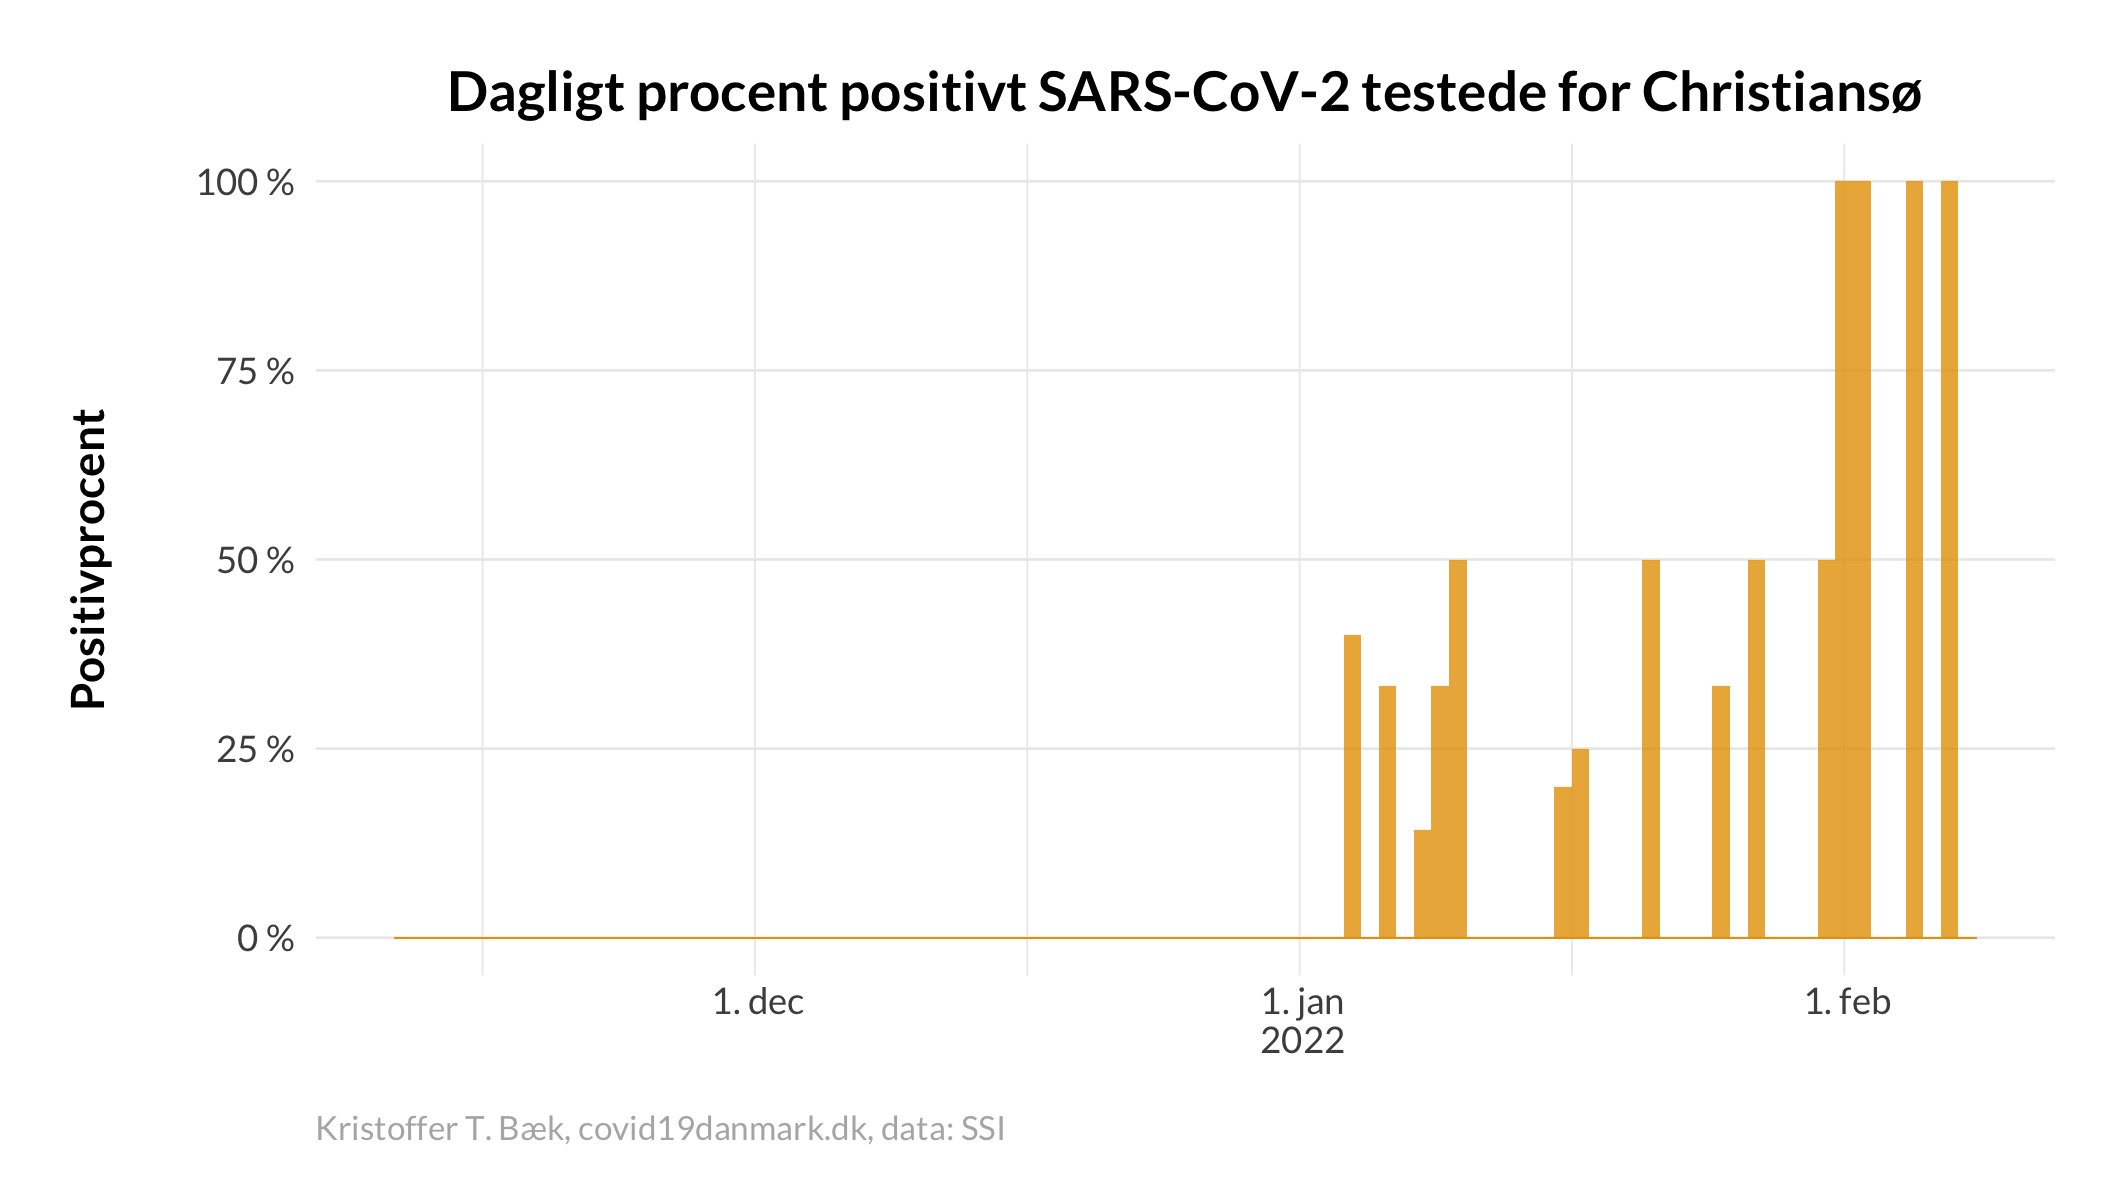 Dagligt procent positivt SARS-CoV-2 testede for Christiansø
Positivprocent
100 %
75 %
50 %
25 %
0 %
1. dec
1. jan
2022
1. feb
Kristoffer T. Bæk, covid19danmark.dk, data: SSI